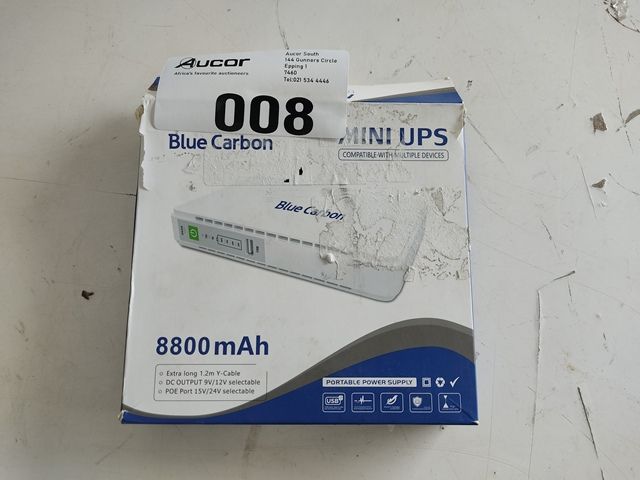 Aucor
Africa's favourite auctioneers
Aucor South
144 Gunners Circle
Epping 1
7460
Tel:021 534 4446
008
Blue Carbon
MINI UPS
COMPATIBLE WITH MULTIPLE DEVICES
Blue Carbon
8800 mAh
Extra long 1.2m Y-Cable
DC OUTPUT 9V/12V selectable
POE Port 15V/24V selectable
PORTABLE POWER SUPPLY
USB